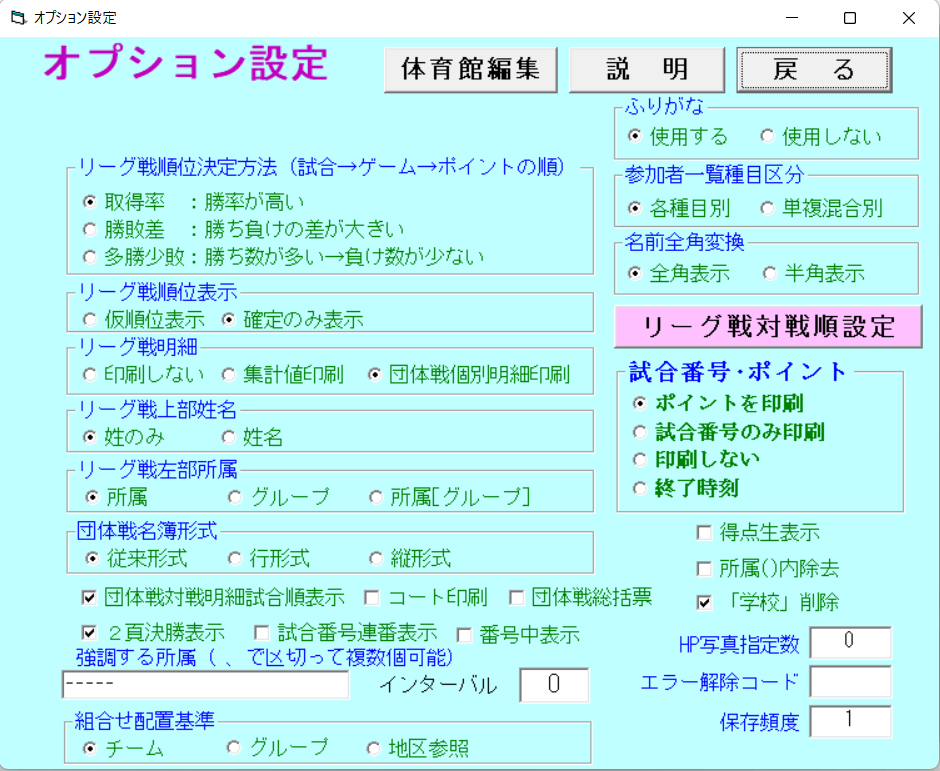 オプション設定
オプション設定
体育館編集
説 明
戻 る
ふりがな
使用する 使用しない
参加者一覧種目区分
各種目別 単複混合別
名前全角変換
全角表示 半角表示
リーグ戦対戦順設定
試合番号・ポイント
ポイントを印刷
試合番号のみ印刷
印刷しない
終了時刻
得点生表示
所属()内除去
「学校」削除
HP写真指定数 0
エラー解除コード
保存頻度 1
リーグ戦順位決定方法（試合→ゲーム→ポイントの順）
取得率 ：勝率が高い
勝敗差 ：勝ち負けの差が大きい
多勝少敗：勝ち数が多い→負け数が少ない
リーグ戦順位表示
仮順位表示 確定のみ表示
リーグ戦明細
印刷しない 集計値印刷 団体戦個別明細印刷
リーグ戦上部姓名
姓のみ 姓名
リーグ戦左部所属
所属 グループ 所属[グループ]
団体戦名簿形式
従来形式 行形式 縦形式
団体戦対戦明細試合順表示 コート印刷 団体戦総括票
２頁決勝表示 試合番号連番表示 番号中表示
強調する所属（ 、で区切って複数個可能）
----- インターバル 0
組合せ配置基準
チーム グループ 地区参照